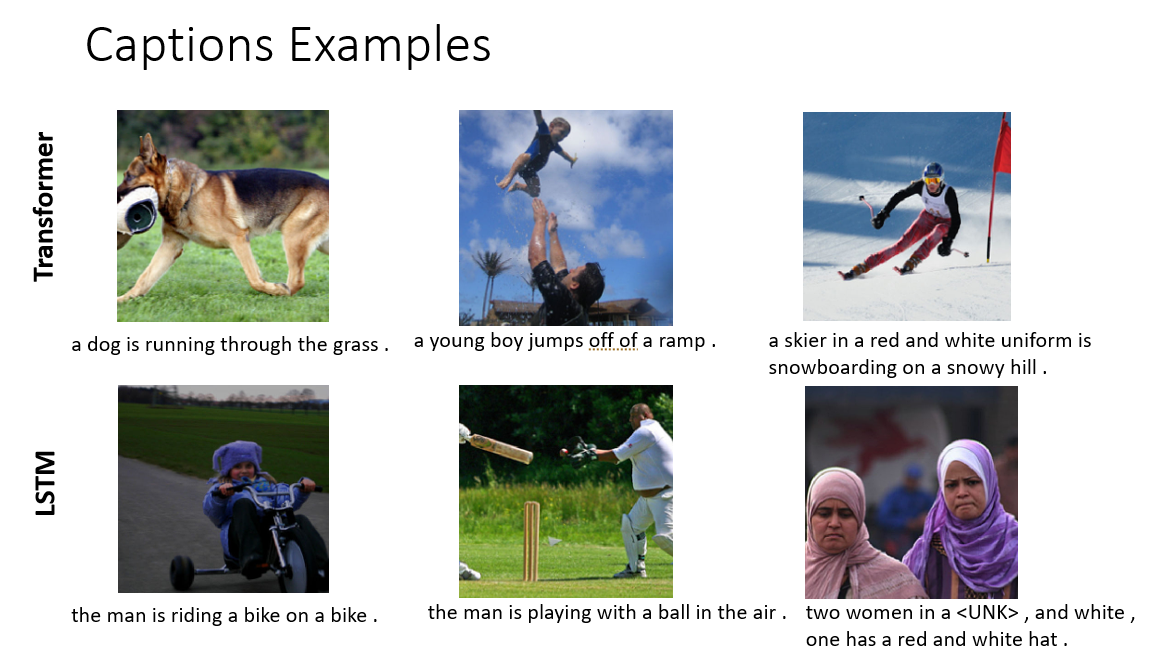 Captions Examples
Transformer
a dog is running through the grass .
a young boy jumps off of a ramp .
a skier in a red and white uniform is
snowboarding on a snowy hill .
LSTM
the man is riding a bike on a bike .
the man is playing with a ball in the air .
two women in a <UNK> , and white ,
one has a red and white hat .